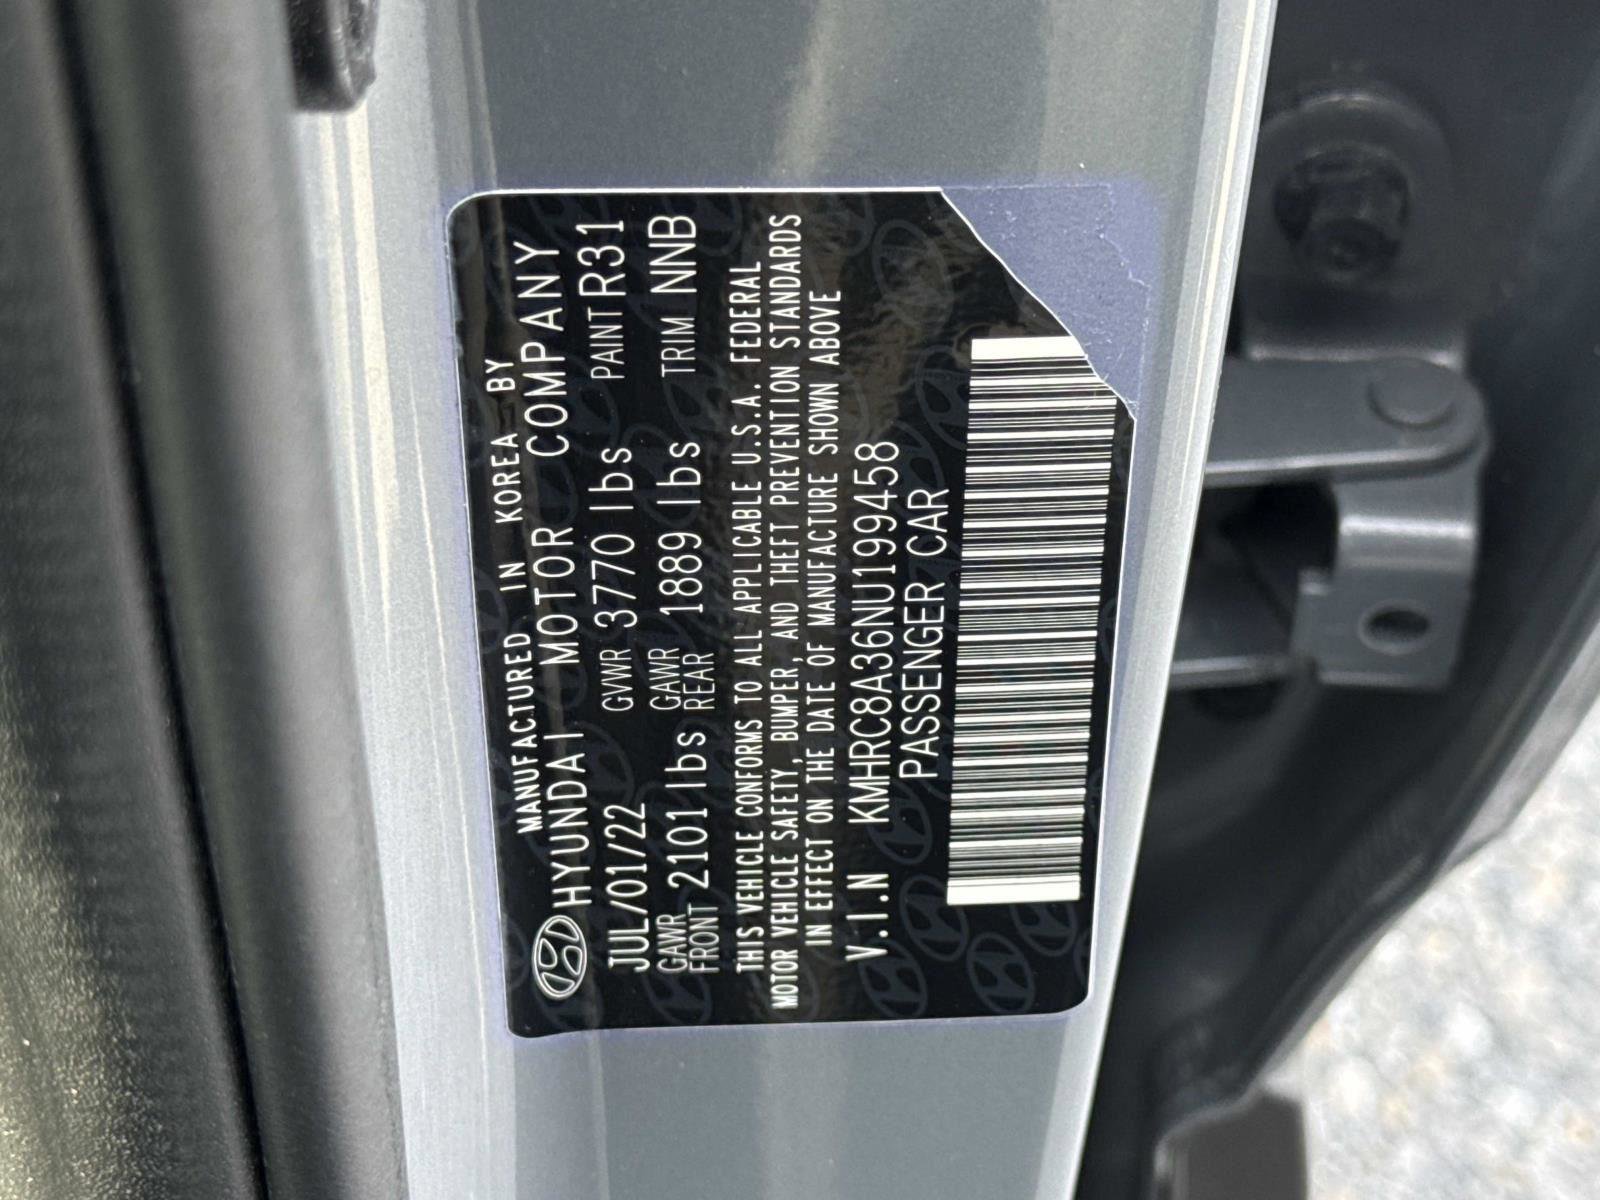 MANUFACTURED IN KOREA BY
HYUNDAI MOTOR COMPANY
JUL/01/22 GVWR 3770 lbs PAINT R31
GAWR FRONT 2101 lbs GAWR REAR 1889 lbs TRIM NNB
THIS VEHICLE CONFORMS TO ALL APPLICABLE U.S.A. FEDERAL
MOTOR VEHICLE SAFETY, BUMPER, AND THEFT PREVENTION STANDARDS
IN EFFECT ON THE DATE OF MANUFACTURE SHOWN ABOVE
V.I.N KMHRC8A36NU199458
PASSENGER CAR